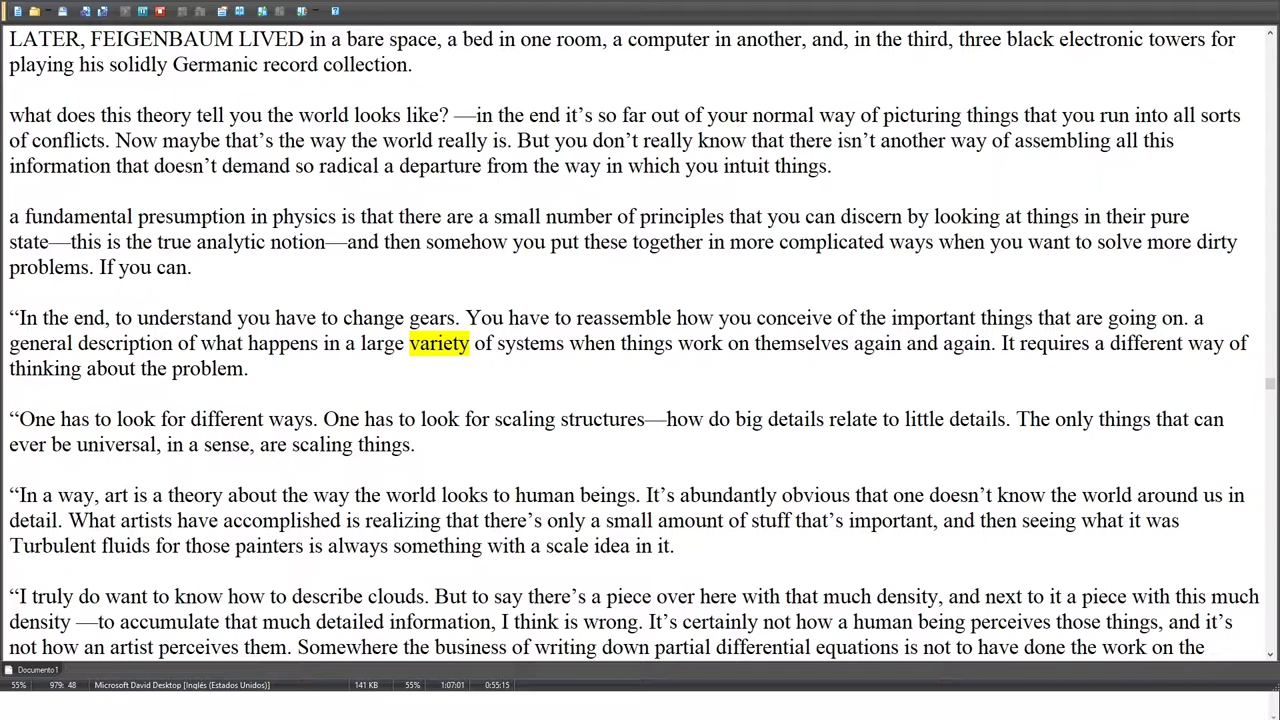 LATER, FEIGENBAUM LIVED in a bare space, a bed in one room, a computer in another, and, in the third, three black electronic towers for
playing his solidly Germanic record collection.
what does this theory tell you the world looks like? —in the end it’s so far out of your normal way of picturing things that you run into all sorts
of conflicts. Now maybe that’s the way the world really is. But you don’t really know that there isn’t another way of assembling all this
information that doesn’t demand so radical a departure from the way in which you intuit things.
a fundamental presumption in physics is that there are a small number of principles that you can discern by looking at things in their pure
state—this is the true analytic notion—and then somehow you put these together in more complicated ways when you want to solve more dirty
problems. If you can.
“In the end, to understand you have to change gears. You have to reassemble how you conceive of the important things that are going on. a
general description of what happens in a large variety of systems when things work on themselves again and again. It requires a different way of
thinking about the problem.
“One has to look for different ways. One has to look for scaling structures—how do big details relate to little details. The only things that can
ever be universal, in a sense, are scaling things.
“In a way, art is a theory about the way the world looks to human beings. It’s abundantly obvious that one doesn’t know the world around us in
detail. What artists have accomplished is realizing that there’s only a small amount of stuff that’s important, and then seeing what it was
Turbulent fluids for those painters is always something with a scale idea in it.
“I truly do want to know how to describe clouds. But to say there’s a piece over here with that much density, and next to it a piece with this much
density —to accumulate that much detailed information, I think is wrong. It’s certainly not how a human being perceives those things, and it’s
not how an artist perceives them. Somewhere the business of writing down partial differential equations is not to have done the work on the
Documento1
55% 979: 48 Microsoft David Desktop [Inglés (Estados Unidos)] 141 KB 55% 1:07:01 0:55:15